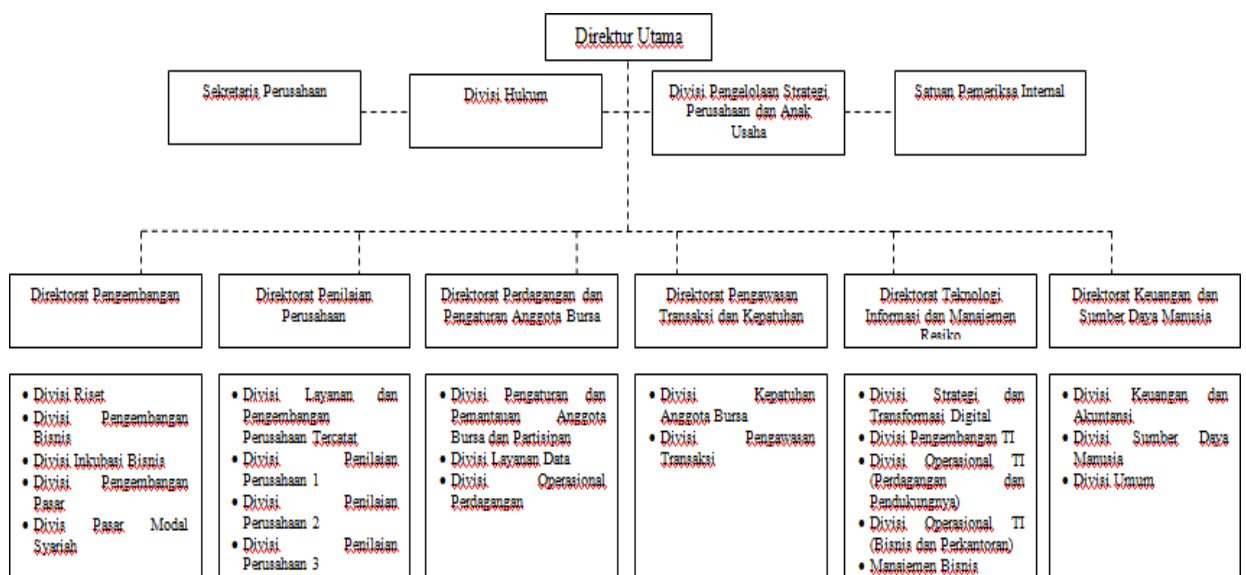 Direktur Utama
Sekretaris Perusahaan
Divisi Hukum
Divisi Pengelolaan Strategi
Perusahaan dan Anak
Usaha
Satuan Pemeriksa Internal
Direktorat Pengembangan
Direktorat Penilaian
Perusahaan
Direktorat Perdagangan dan
Pengaturan Anggota Bursa
Direktorat Pengawasan
Transaksi dan Kepatuhan
Direktorat Teknologi
Informasi dan Manajemen
Resiko
Direktorat Keuangan dan
Sumber Daya Manusia
• Divisi Riset
• Divisi Pengembangan
Bisnis
• Divisi Inkubasi Bisnis
• Divisi Pengembangan
Pasar
• Divis Pasar Modal
Syariah
• Divisi Layanan dan
Pengembangan
Perusahaan Tercatat
• Divisi Penilaian
Perusahaan 1
• Divisi Penilaian
Perusahaan 2
• Divisi Penilaian
Perusahaan 3
• Divisi Pengaturan dan
Pemantauan Anggota
Bursa dan Partisipan
• Divisi Layanan Data
• Divisi Operasional
Perdagangan
• Divisi Kepatuhan
Anggota Bursa
• Divisi Pengawasan
Transaksi
• Divisi Strategi dan
Transformasi Digital
• Divisi Pengembangan TI
• Divisi Operasional TI
(Perdagangan dan
Pendukungnya)
• Divisi Operasional TI
(Bisnis dan Perkantoran)
• Manajemen Bisnis
• Divisi Keuangan dan
Akuntansi
• Divisi Sumber Daya
Manusia
• Divisi Umum